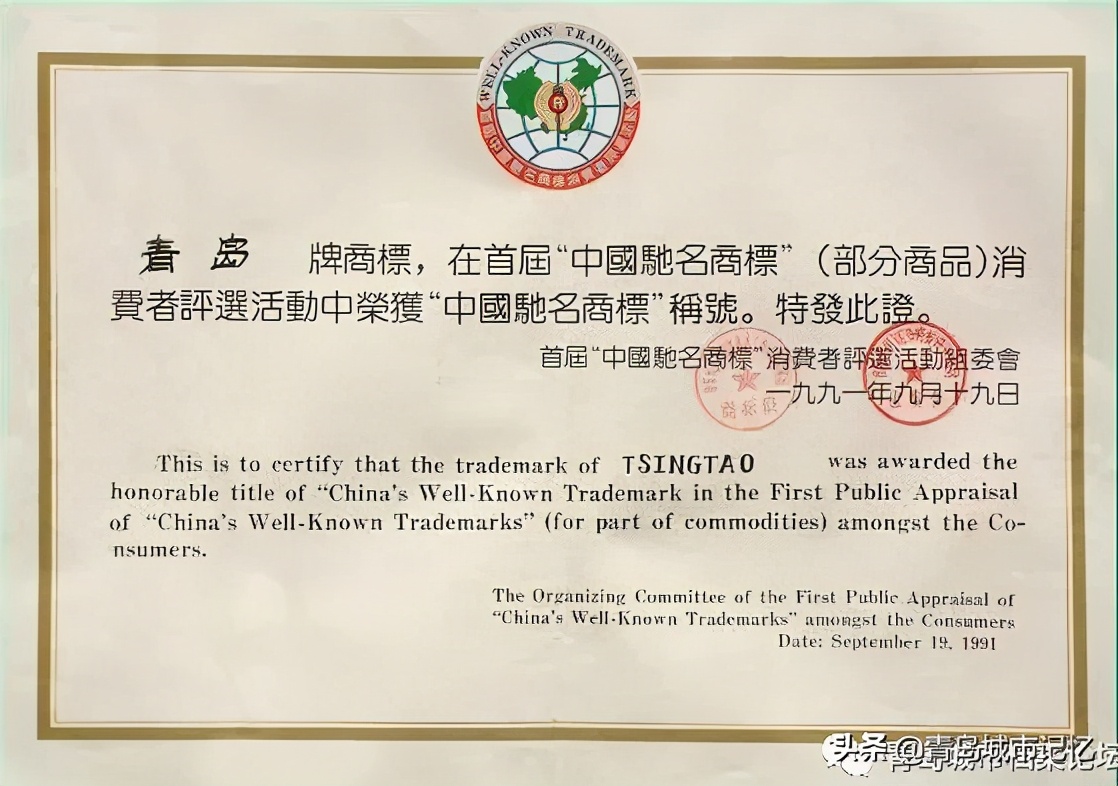 WELL-KNOWN TRADEMARK
青岛 牌商標，在首屆“中國馳名商標”（部分商品）消
費者評選活動中榮獲“中國馳名商標”稱號。特發此證。
首屆“中國馳名商標”消費者評選活動組委會
一九九一年九月十九日
This is to certify that the trademark of TSINGTAO was awarded the
honorable title of “China's Well-Known Trademark in the First Public Appraisal
of “China's Well-Known Trademarks” (for part of commodities) amongst the Co-
nsumers.
The Organizing Committee of the First Public Appraisal of
“China's Well-Known Trademarks” amongst the Consumers
Date: September 19, 1991
头条 @青岛城市记忆